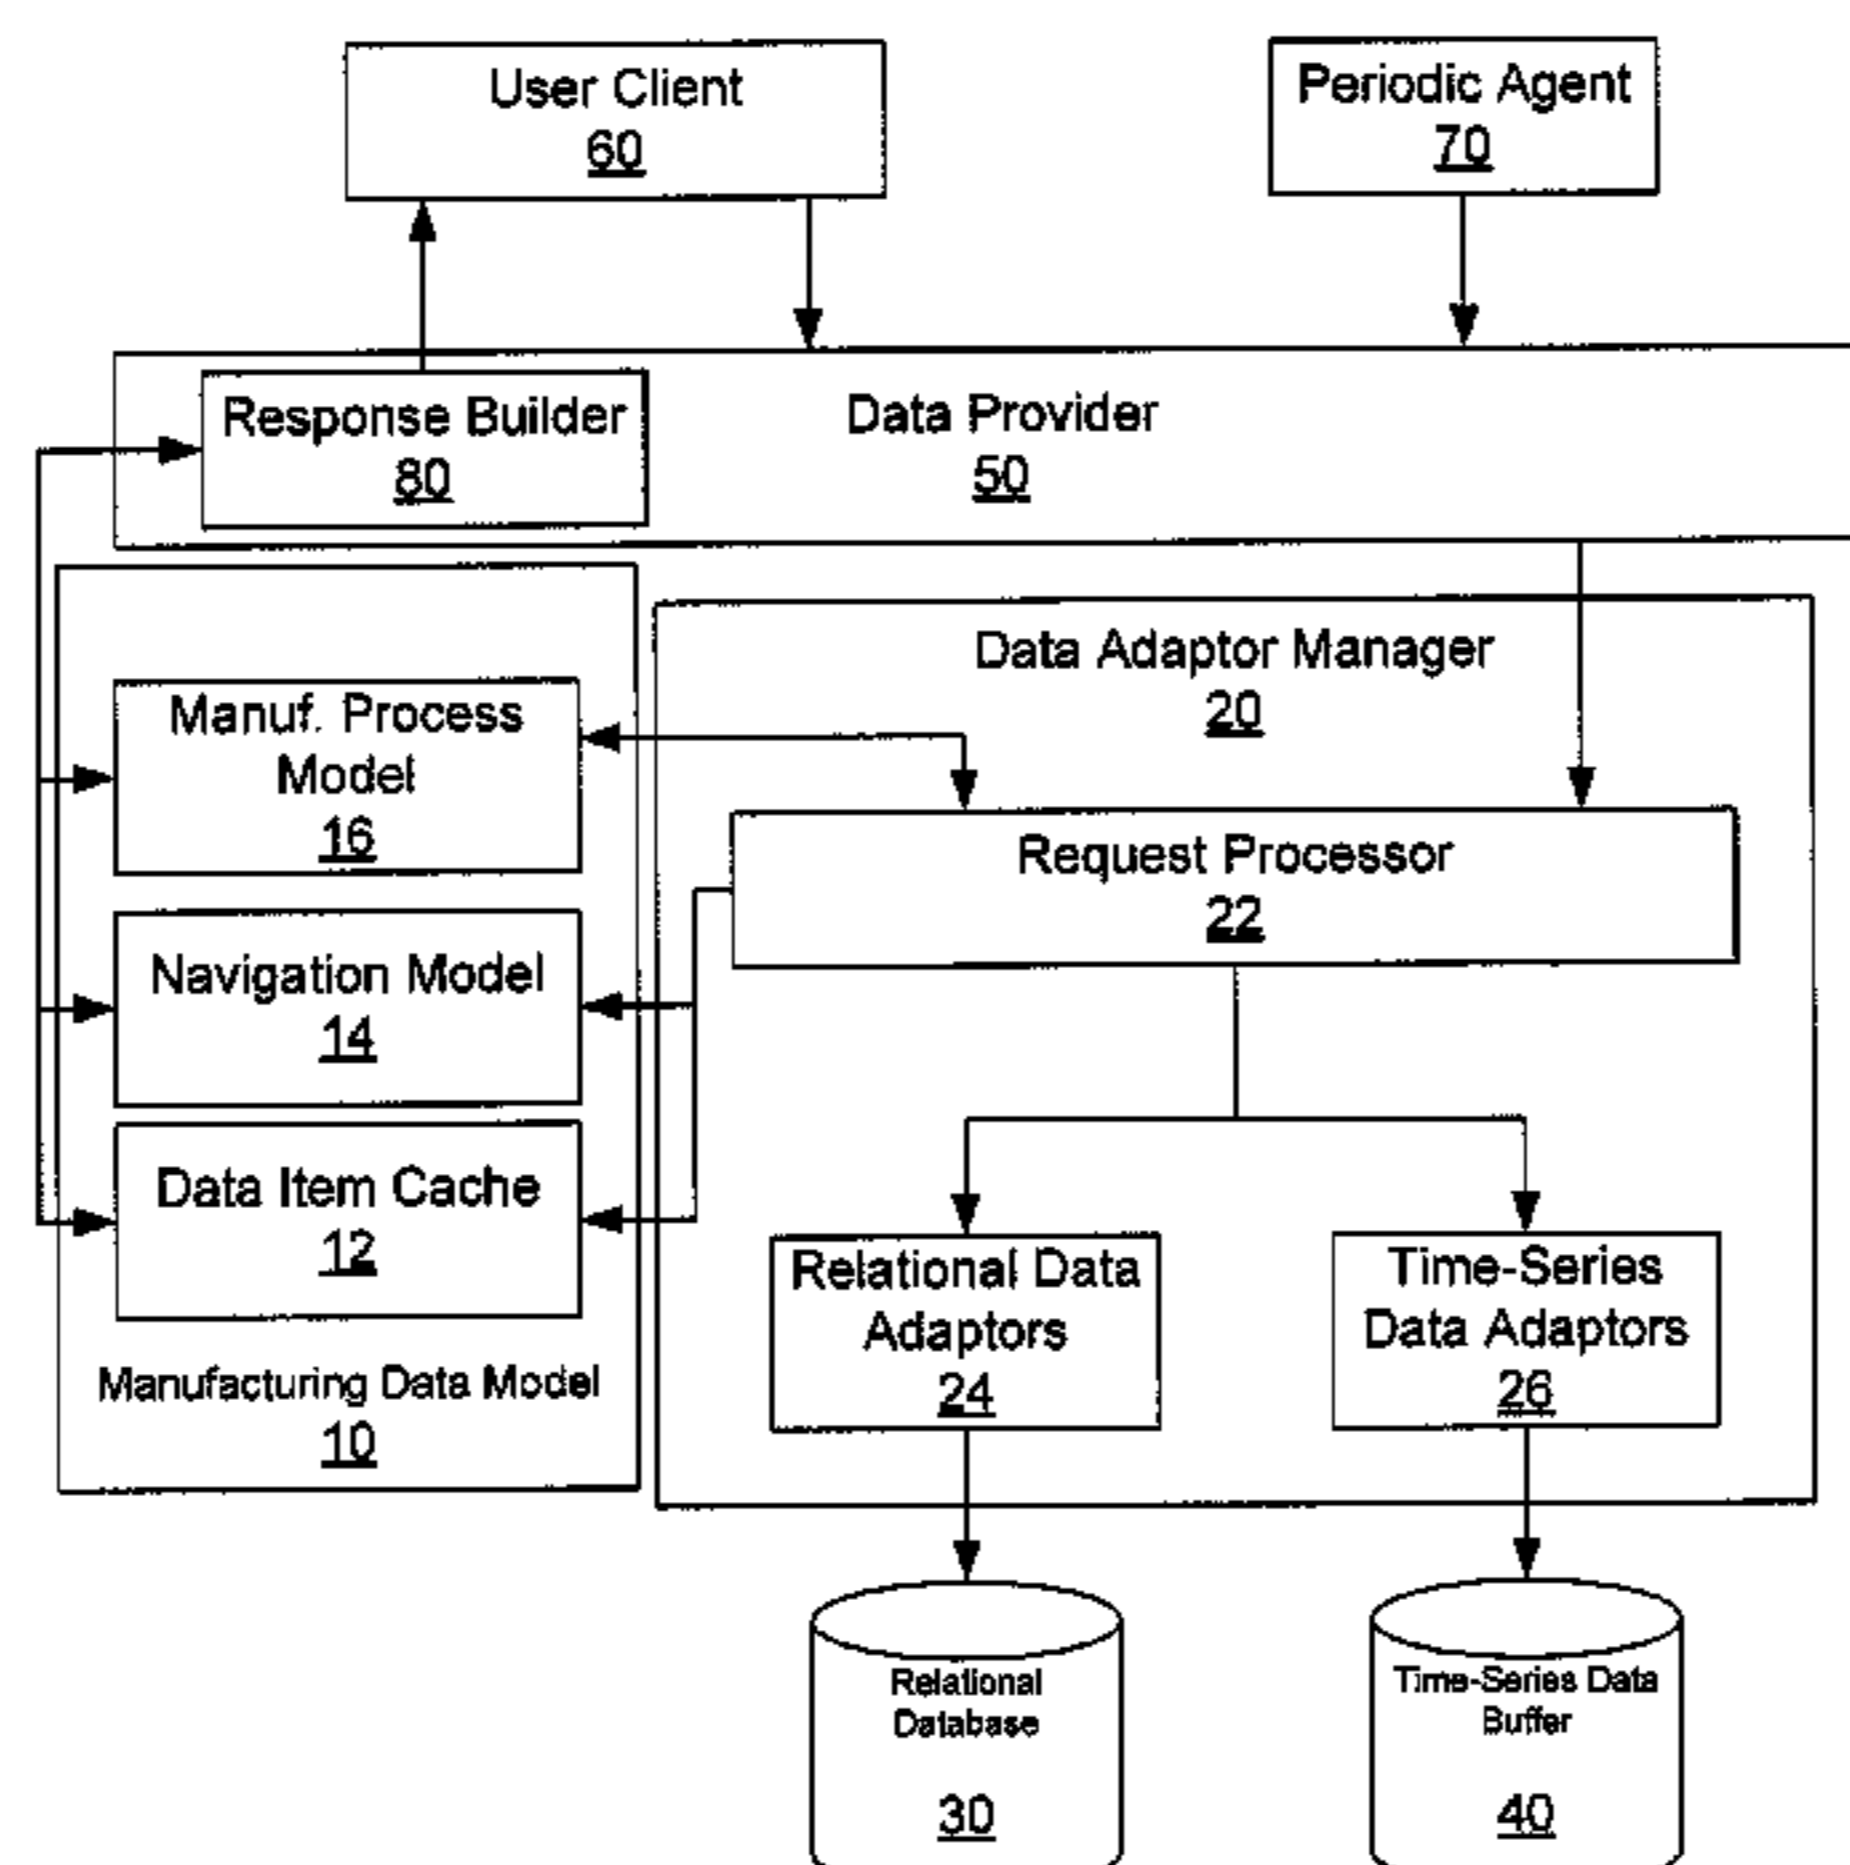 User Client
60
Periodic Agent
70
Response Builder
80
Data Provider
50
Data Adaptor Manager
20
Manuf. Process
Model
16
Request Processor
22
Navigation Model
14
Data Item Cache
12
Manufacturing Data Model
10
Relational Data
Adaptors
24
Time-Series
Data Adaptors
26
Relational
Database
30
Time-Series Data
Buffer
40